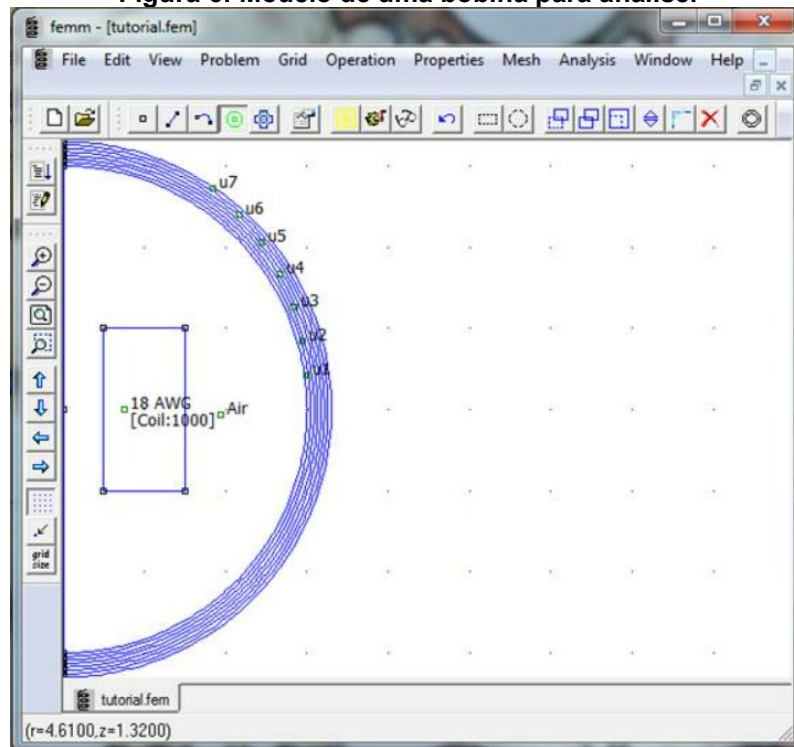 Figura 3. Modelo de uma bobina para análise.
femm - [tutorial.fem]
File Edit View Problem Grid Operation Properties Mesh Analysis Window Help
u7
u6
u5
u4
u3
u2
u1
18 AWG
[Coil:1000]
Air
grid
size
tutorial.fem
(r=4.6100,z=1.3200)